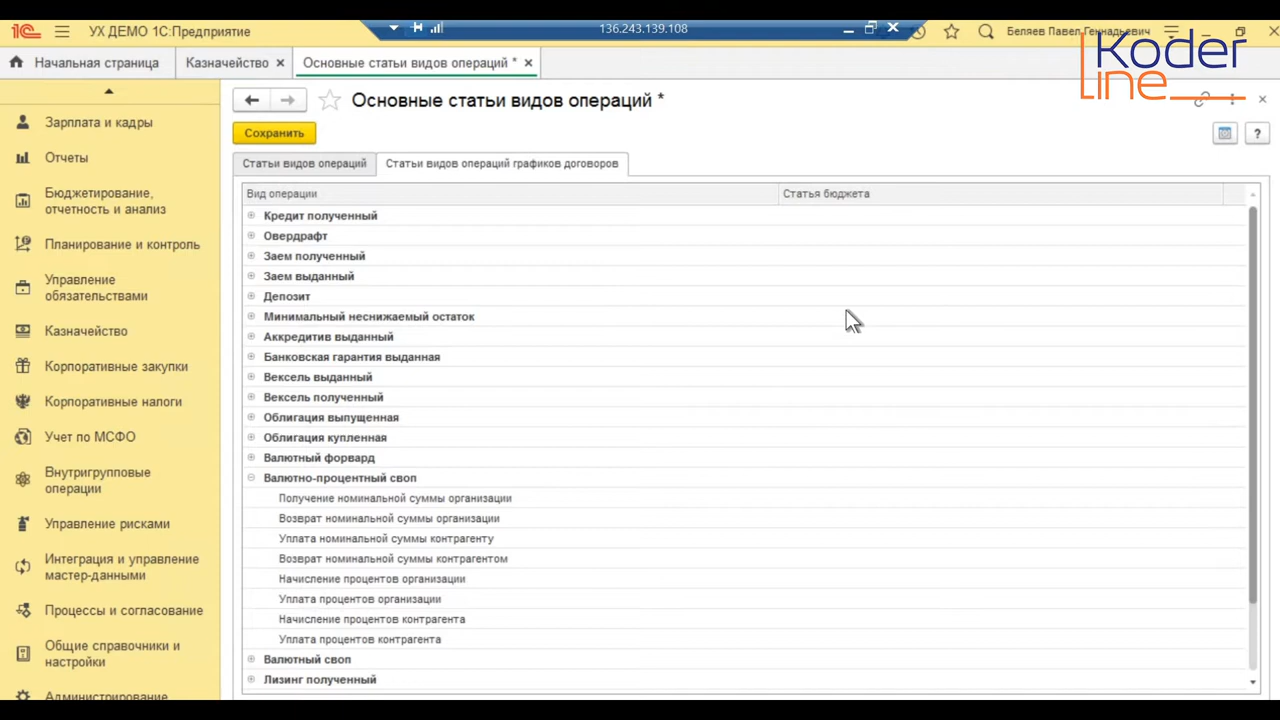 УХ ДЕМО 1С:Предприятие
136.243.139.108
Беляев Павел Геннадьевич
Koder
line
Начальная страница
Казначейство
Основные статьи видов операций *
Основные статьи видов операций *
Сохранить
?
Статьи видов операций
Статьи видов операций графиков договоров
Зарплата и кадры
Отчеты
Бюджетирование,
отчетность и анализ
Планирование и контроль
Управление
обязательствами
Казначейство
Корпоративные закупки
Корпоративные налоги
Учет по МСФО
Внутригрупповые
операции
Управление рисками
Интеграция и управление
мастер-данными
Процессы и согласование
Общие справочники и
настройки
Администрирование
Вид операции
Статья бюджета
Кредит полученный
Овердрафт
Заем полученный
Заем выданный
Депозит
Минимальный неснижаемый остаток
Аккредитив выданный
Банковская гарантия выданная
Вексель выданный
Вексель полученный
Облигация выпущенная
Облигация купленная
Валютный форвард
Валютно-процентный своп
Получение номинальной суммы организации
Возврат номинальной суммы организации
Уплата номинальной суммы контрагенту
Возврат номинальной суммы контрагентом
Начисление процентов организации
Уплата процентов организации
Начисление процентов контрагента
Уплата процентов контрагента
Валютный своп
Лизинг полученный